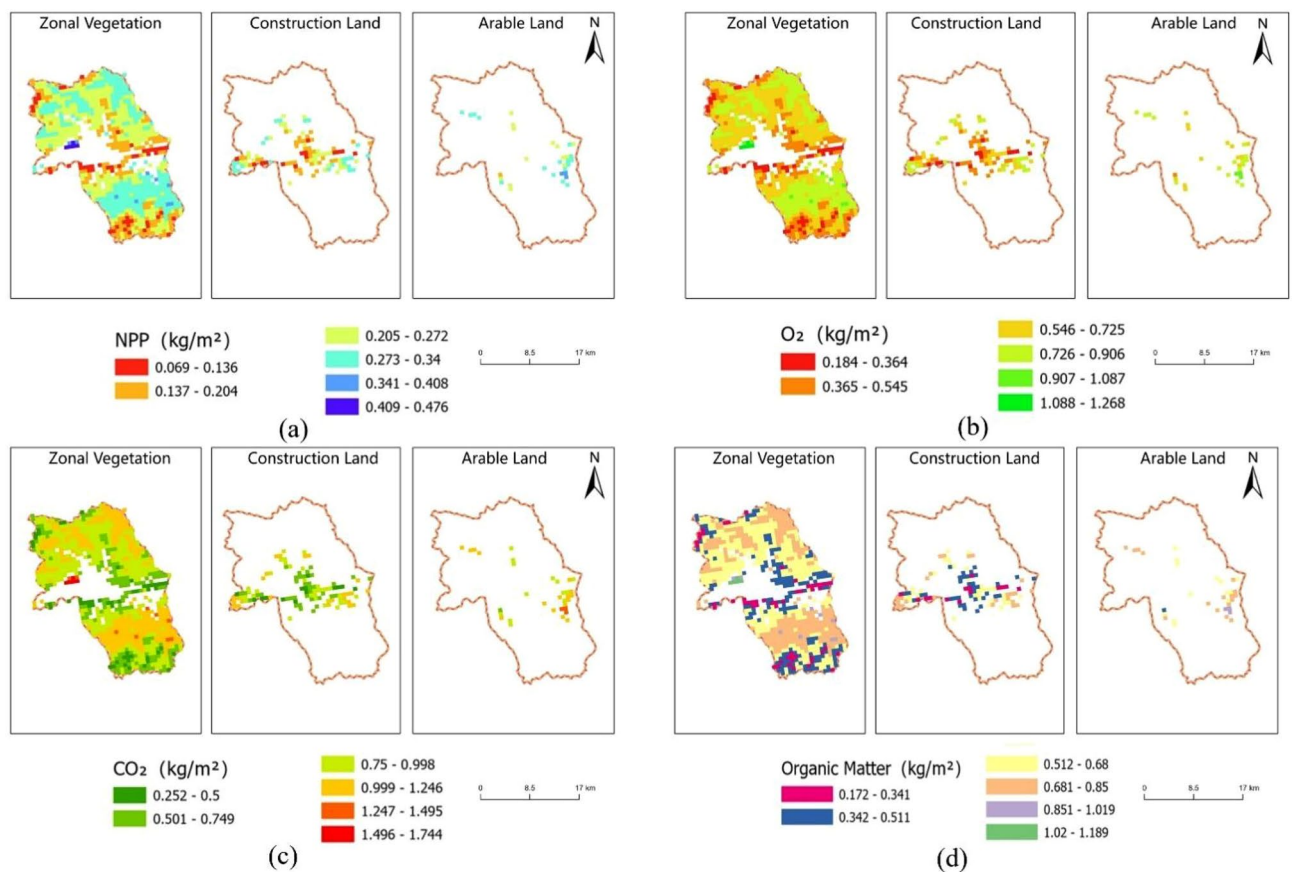 Zonal Vegetation
Construction Land
Arable Land
N
NPP (kg/m²)
0.069 - 0.136
0.137 - 0.204
0.205 - 0.272
0.273 - 0.34
0.341 - 0.408
0.409 - 0.476
0 8.5 17 km
(a)
Zonal Vegetation
Construction Land
Arable Land
N
O₂ (kg/m²)
0.184 - 0.364
0.365 - 0.545
0.546 - 0.725
0.726 - 0.906
0.907 - 1.087
1.088 - 1.268
0 8.5 17 km
(b)
Zonal Vegetation
Construction Land
Arable Land
N
CO₂ (kg/m²)
0.252 - 0.5
0.501 - 0.749
0.75 - 0.998
0.999 - 1.246
1.247 - 1.495
1.496 - 1.744
0 8.5 17 km
(c)
Zonal Vegetation
Construction Land
Arable Land
N
Organic Matter (kg/m²)
0.172 - 0.341
0.342 - 0.511
0.512 - 0.68
0.681 - 0.85
0.851 - 1.019
1.02 - 1.189
0 8.5 17 km
(d)